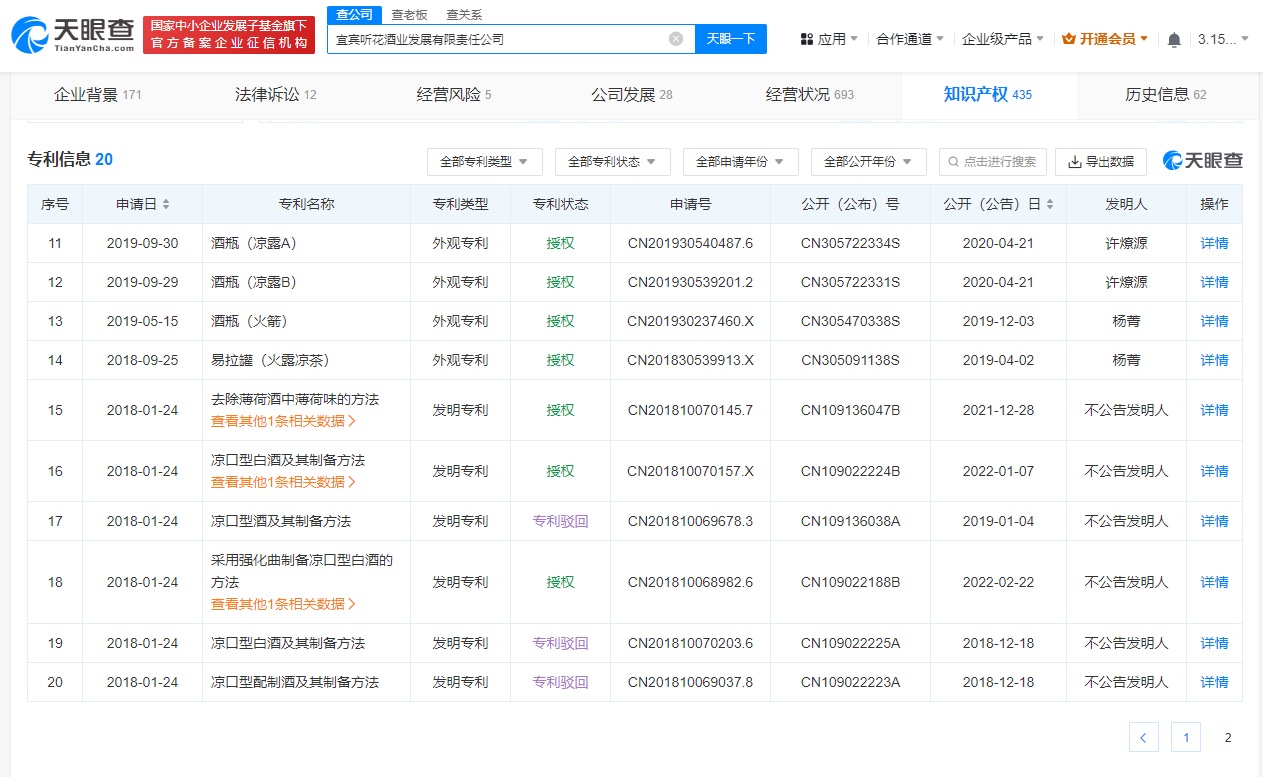 天眼查
TianYanCha.com
国家中小企业发展子基金旗下
官方备案企业征信机构
查公司 查老板 查关系
宜宾听花酒业发展有限责任公司 天眼一下
应用 合作通道 企业级产品 开通会员 3.15...
企业背景 171 法律诉讼 12 经营风险 5 公司发展 28 经营状况 693 知识产权 435 历史信息 62
专利信息 20 全部专利类型 全部专利状态 全部申请年份 全部公开年份 点击进行搜索 导出数据 天眼查
序号 申请日 专利名称 专利类型 专利状态 申请号 公开（公布）号 公开（公告）日 发明人 操作
11 2019-09-30 酒瓶（凉露A） 外观专利 授权 CN201930540487.6 CN305722334S 2020-04-21 许燎源 详情
12 2019-09-29 酒瓶（凉露B） 外观专利 授权 CN201930539201.2 CN305722331S 2020-04-21 许燎源 详情
13 2019-05-15 酒瓶（火箭） 外观专利 授权 CN201930237460.X CN305470338S 2019-12-03 杨菁 详情
14 2018-09-25 易拉罐（火露凉茶） 外观专利 授权 CN201830539913.X CN305091138S 2019-04-02 杨菁 详情
15 2018-01-24 去除薄荷酒中薄荷味的方法 发明专利 授权 CN201810070145.7 CN109136047B 2021-12-28 不公告发明人 详情
查看其他1条相关数据
16 2018-01-24 凉口型白酒及其制备方法 发明专利 授权 CN201810070157.X CN109022224B 2022-01-07 不公告发明人 详情
查看其他1条相关数据
17 2018-01-24 凉口型酒及其制备方法 发明专利 专利驳回 CN201810069678.3 CN109136038A 2019-01-04 不公告发明人 详情
采用强化曲制备凉口型白酒的
18 2018-01-24 方法 发明专利 授权 CN201810068982.6 CN109022188B 2022-02-22 不公告发明人 详情
查看其他1条相关数据
19 2018-01-24 凉口型白酒及其制备方法 发明专利 专利驳回 CN201810070203.6 CN109022225A 2018-12-18 不公告发明人 详情
20 2018-01-24 凉口型配制酒及其制备方法 发明专利 专利驳回 CN201810069037.8 CN109022223A 2018-12-18 不公告发明人 详情
1 2